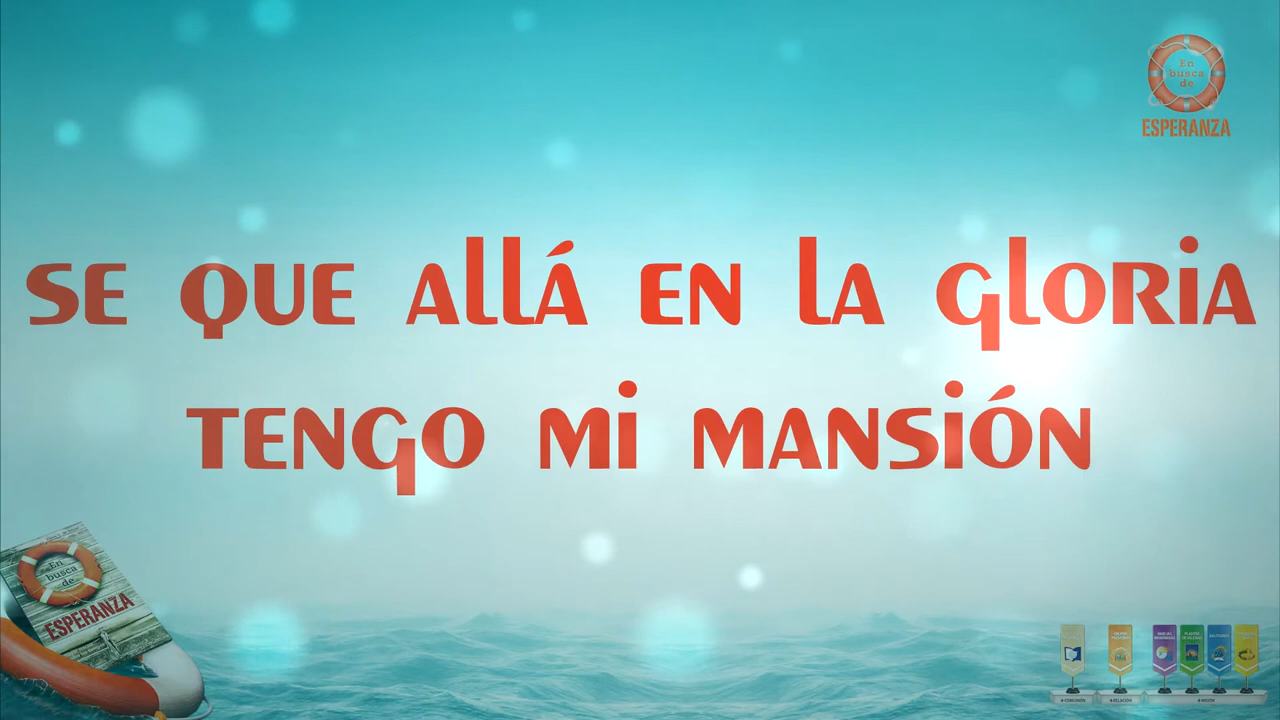 En
busca
de
ESPERANZA
SE QUE ALLÁ EN LA GLORIA
TENGO MI MANSIÓN
En
busca
de
ESPERANZA